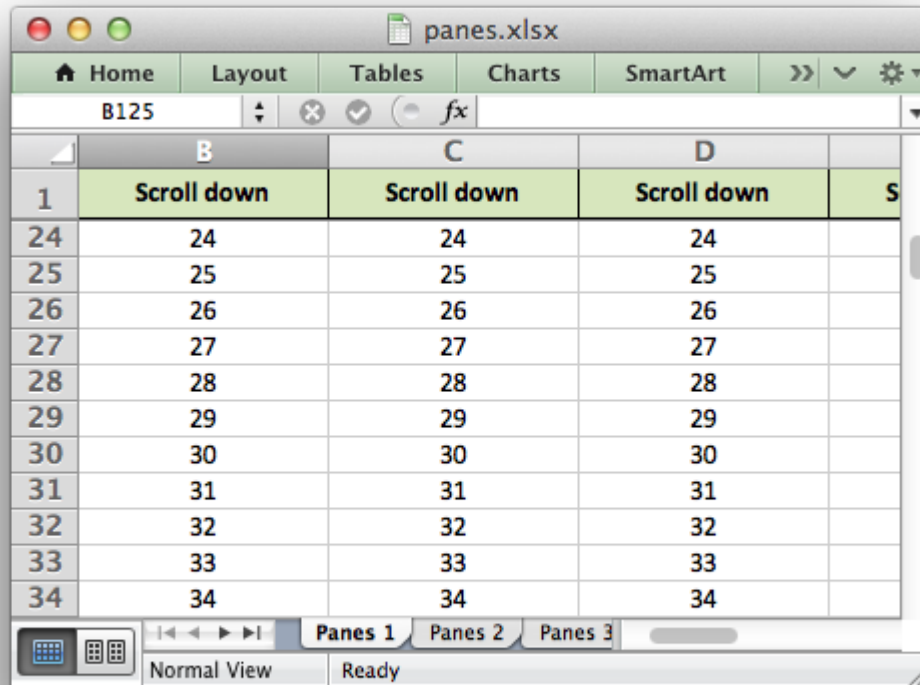 panes.xlsx
Home Layout Tables Charts SmartArt
B125 fx
B C D
1 Scroll down Scroll down Scroll down S
24 24 24 24
25 25 25 25
26 26 26 26
27 27 27 27
28 28 28 28
29 29 29 29
30 30 30 30
31 31 31 31
32 32 32 32
33 33 33 33
34 34 34 34
Panes 1 Panes 2 Panes 3
Normal View Ready